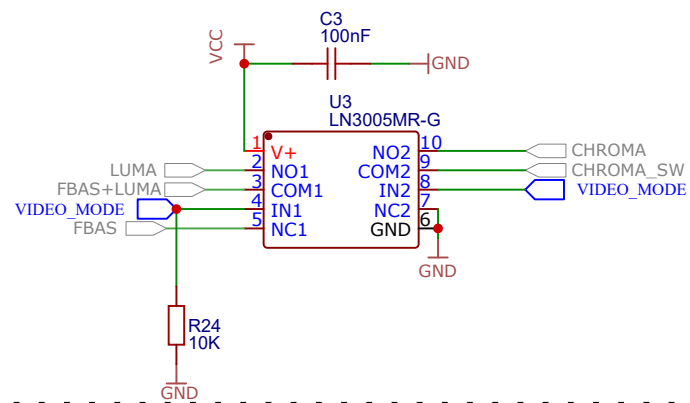 C3
100nF
VCC
GND
U3
LN3005MR-G
1
V+
NO2
10
CHROMA
LUMA
2
NO1
COM2
9
CHROMA_SW
FBAS+LUMA
3
COM1
IN2
8
VIDEO_MODE
VIDEO_MODE
4
IN1
NC2
7
FBAS
5
NC1
GND
6
GND
R24
10K
GND